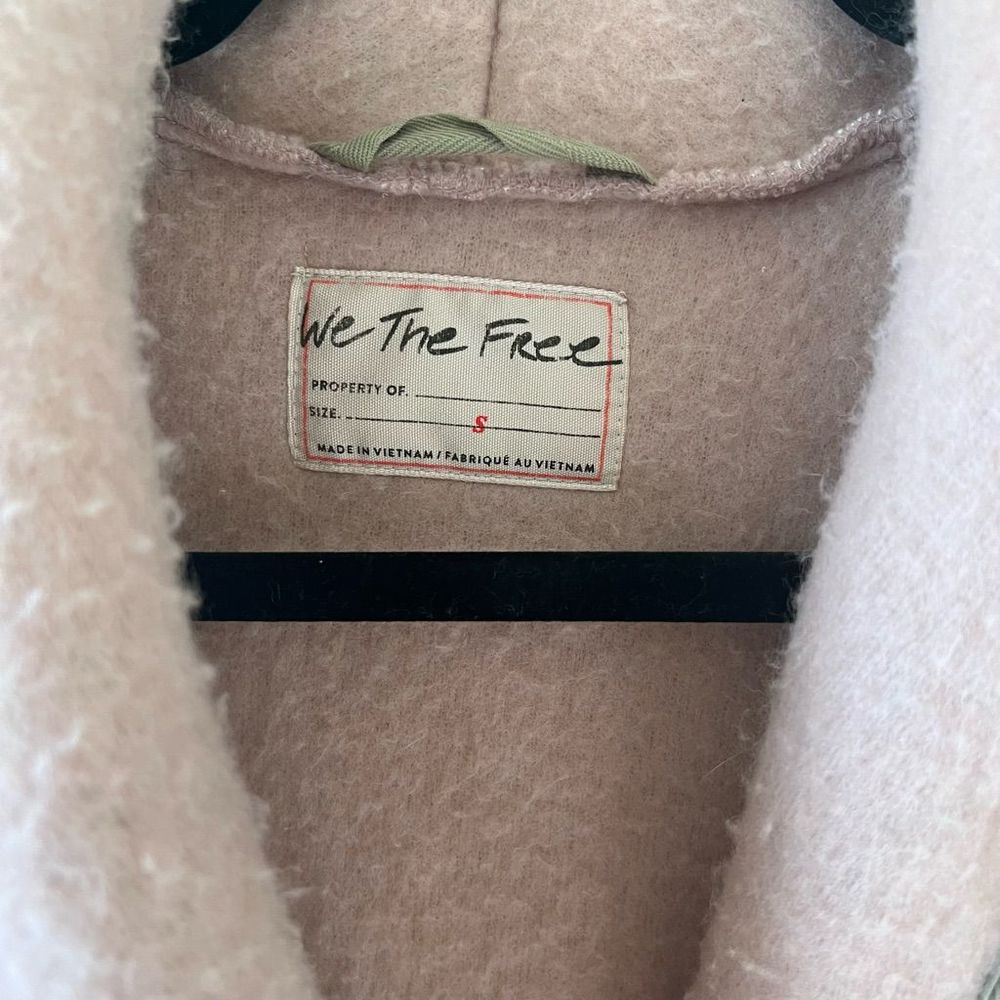 We The Free
PROPERTY OF.
SIZE. S
MADE IN VIETNAM / FABRIQUÉ AU VIETNAM